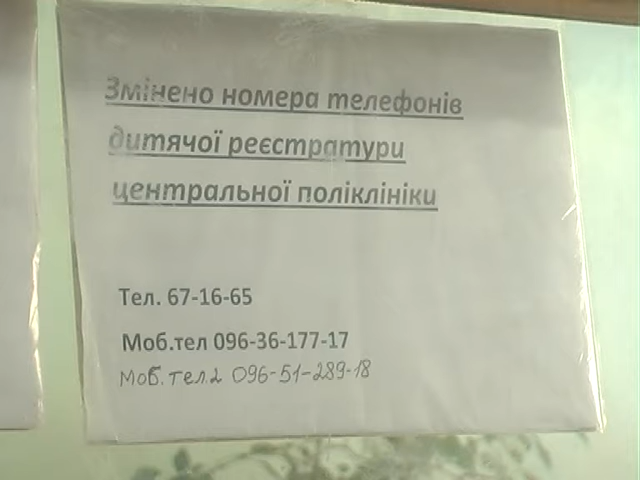 Змінено номера телефонів
дитячої реєстратури
центральної поліклініки
Тел. 67-16-65
Моб.тел 096-36-177-17
Моб.тел.2 096-51-289-18